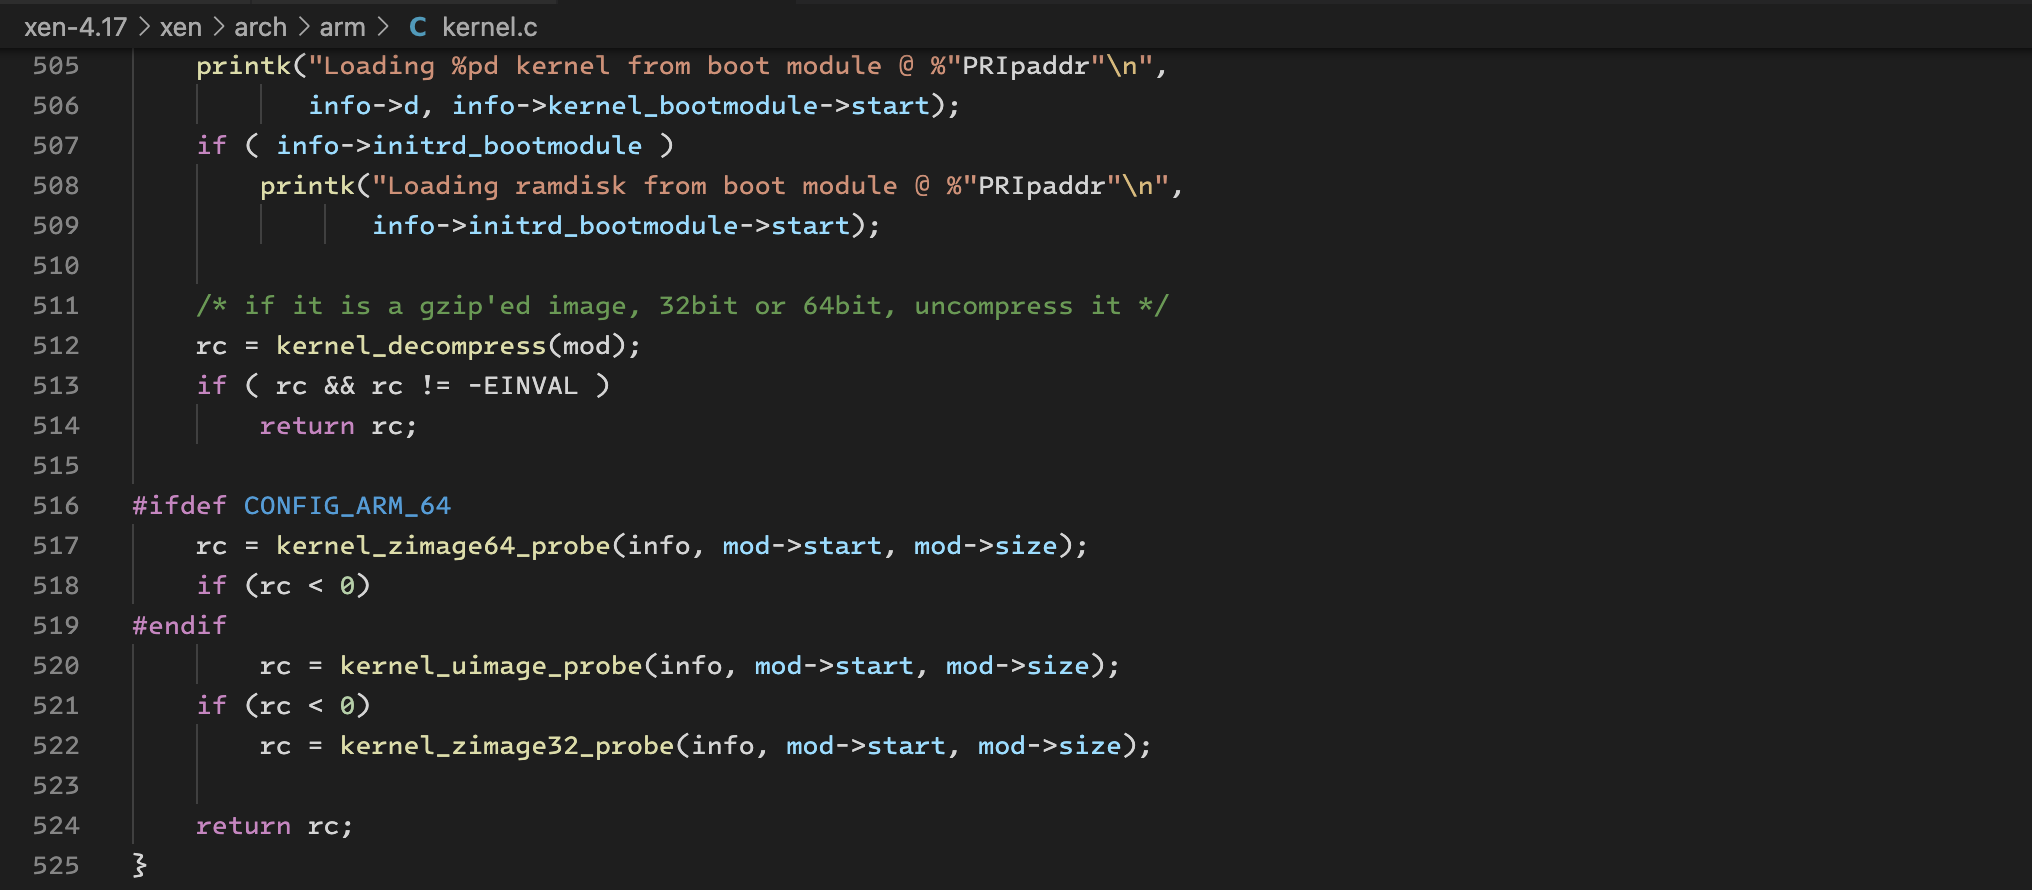 xen-4.17 > xen > arch > arm > C kernel.c
505 printk("Loading %pd kernel from boot module @ %"PRIpaddr"\n",
506 info->d, info->kernel_bootmodule->start);
507 if ( info->initrd_bootmodule )
508 printk("Loading ramdisk from boot module @ %"PRIpaddr"\n",
509 info->initrd_bootmodule->start);
510
511 /* if it is a gzip'ed image, 32bit or 64bit, uncompress it */
512 rc = kernel_decompress(mod);
513 if ( rc && rc != -EINVAL )
514 return rc;
515
516 #ifdef CONFIG_ARM_64
517 rc = kernel_zimage64_probe(info, mod->start, mod->size);
518 if (rc < 0)
519 #endif
520 rc = kernel_uimage_probe(info, mod->start, mod->size);
521 if (rc < 0)
522 rc = kernel_zimage32_probe(info, mod->start, mod->size);
523
524 return rc;
525 }